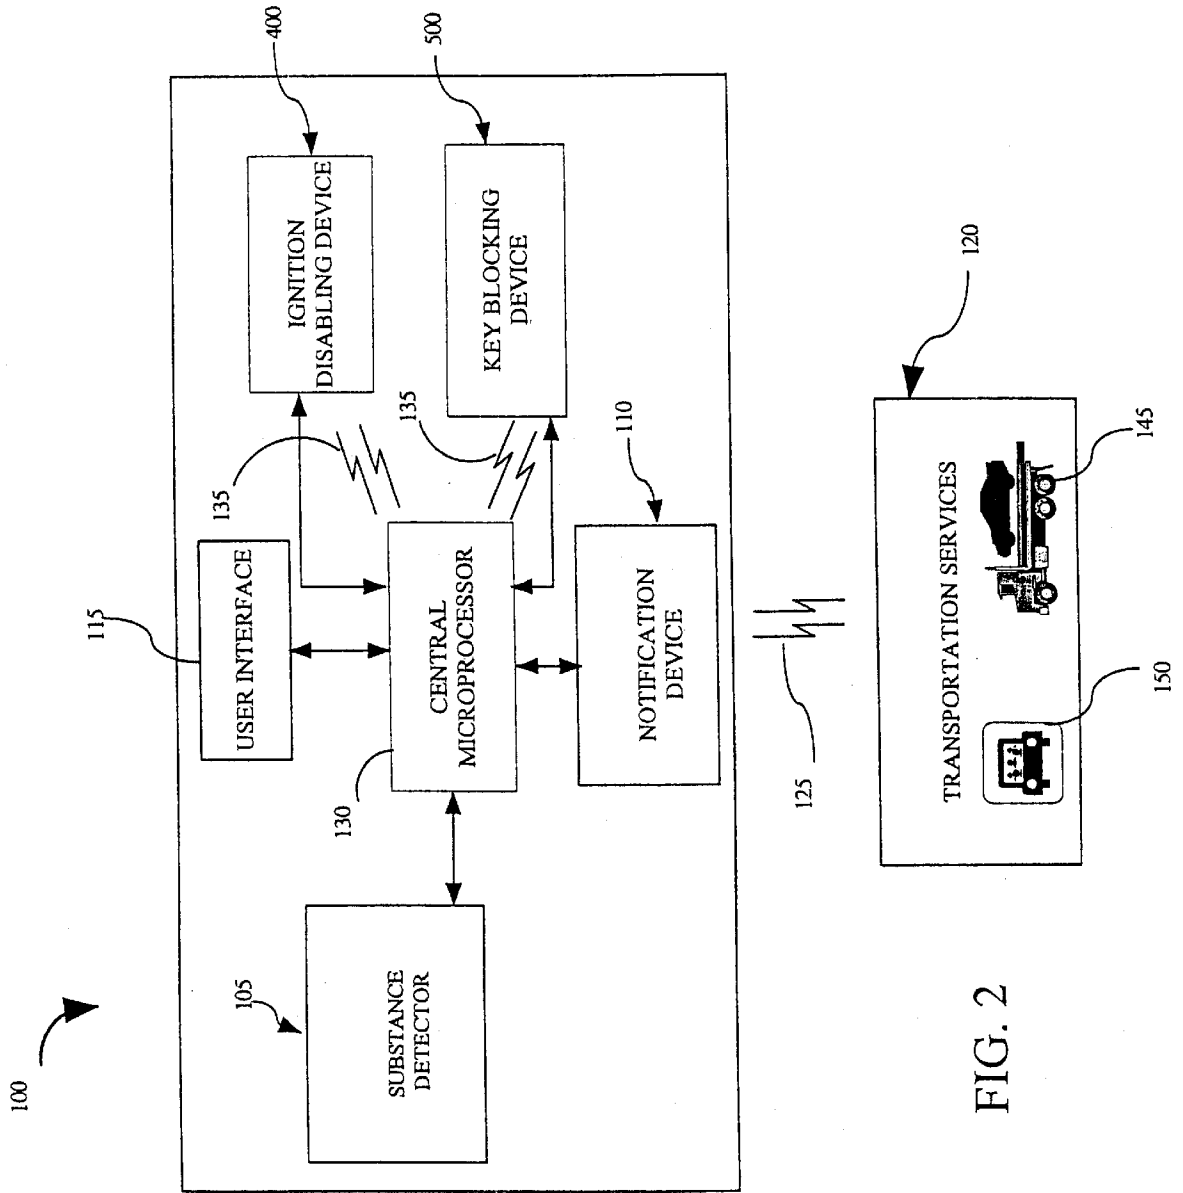 100
105
SUBSTANCE
DETECTOR
115
USER INTERFACE
130
CENTRAL
MICROPROCESSOR
135
135
400
IGNITION
DISABLING DEVICE
500
KEY BLOCKING
DEVICE
110
NOTIFICATION
DEVICE
125
120
TRANSPORTATION SERVICES
150
145
FIG. 2